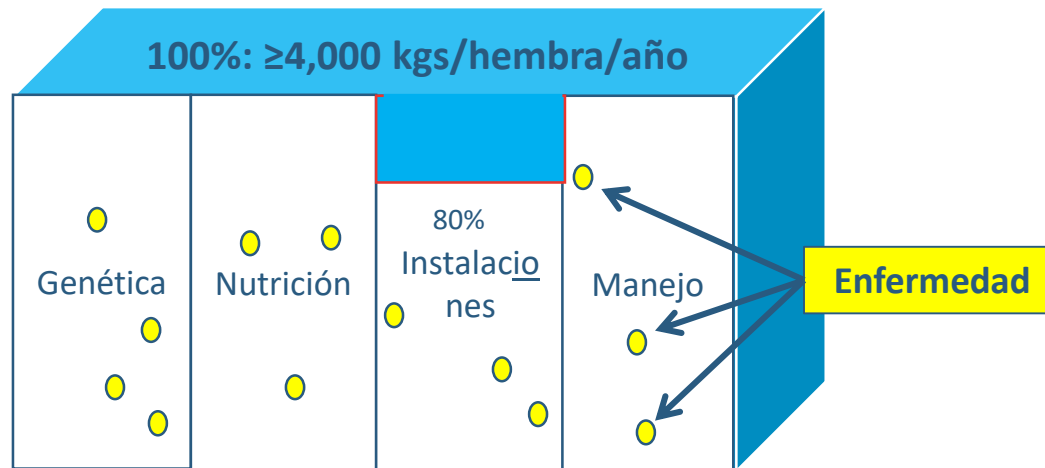 100%: ≥4,000 kgs/hembra/año
80%
Genética
Nutrición
Instalacio
nes
Manejo
Enfermedad